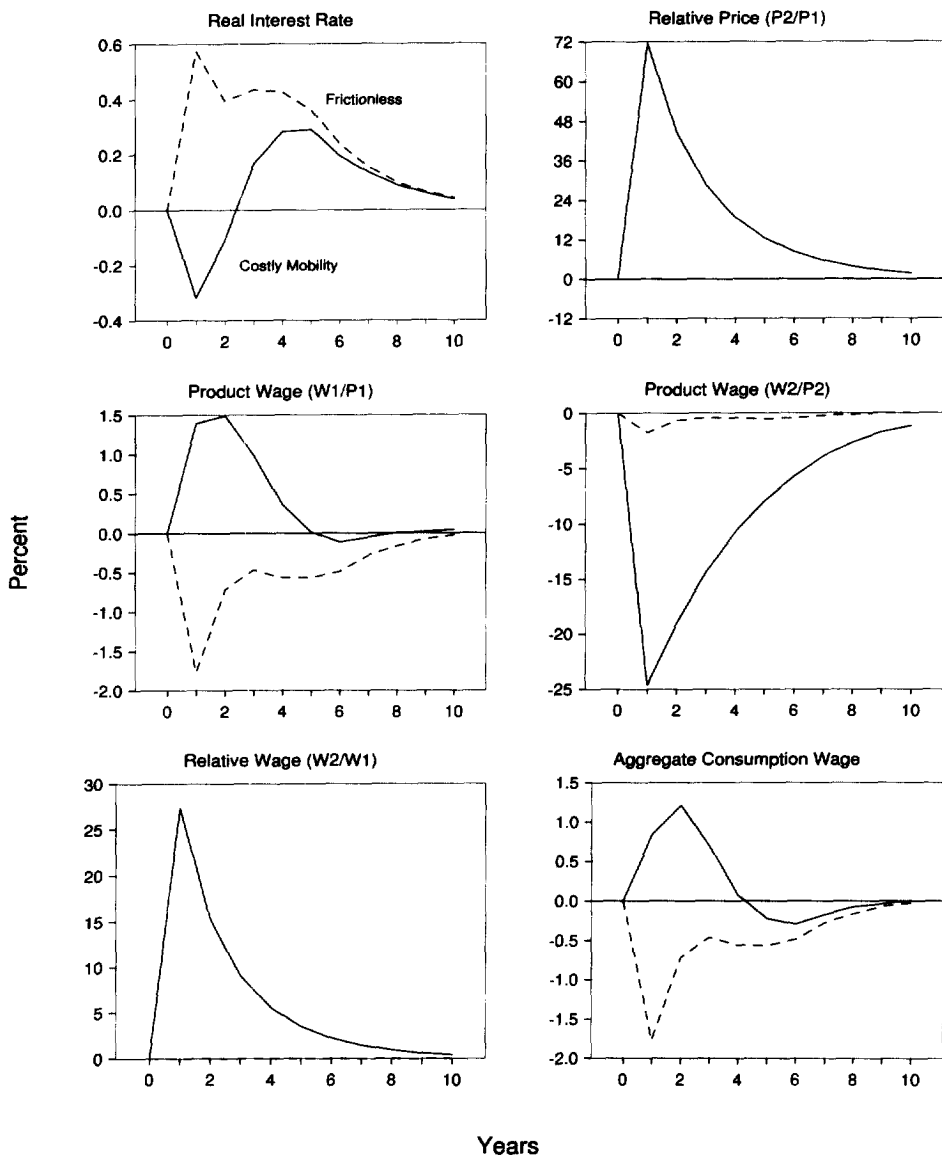 Real Interest Rate
0.6
0.4
0.2
0.0
-0.2
-0.4
Frictionless
Costly Mobility
0 2 4 6 8 10
Relative Price (P2/P1)
72
60
48
36
24
12
0
-12
0 2 4 6 8 10
Product Wage (W1/P1)
1.5
1.0
0.5
0.0
-0.5
-1.0
-1.5
-2.0
0 2 4 6 8 10
Product Wage (W2/P2)
0
-5
-10
-15
-20
-25
0 2 4 6 8 10
Percent
Relative Wage (W2/W1)
30
25
20
15
10
5
0
0 2 4 6 8 10
Aggregate Consumption Wage
1.5
1.0
0.5
0.0
-0.5
-1.0
-1.5
-2.0
0 2 4 6 8 10
Years